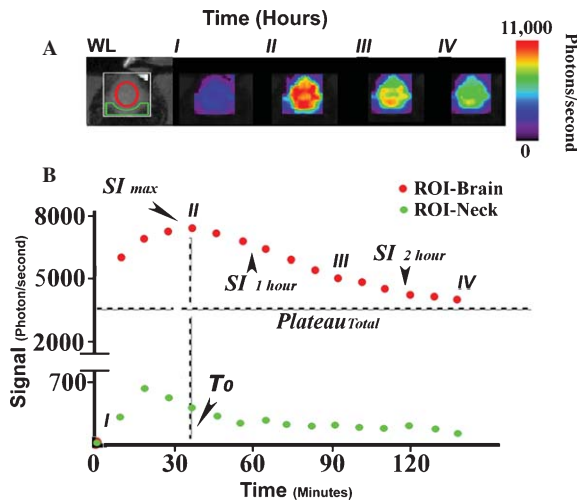 Time (Hours)
A
WL I II III IV
11,000
Photons/second
0
B
ROI-Brain
ROI-Neck
SI max
II
8000
5000
2000
700
0
Signal (Photon/second)
SI 1 hour
III
SI 2 hour
IV
Plateau Total
I
To
0 30 60 90 120
Time (Minutes)